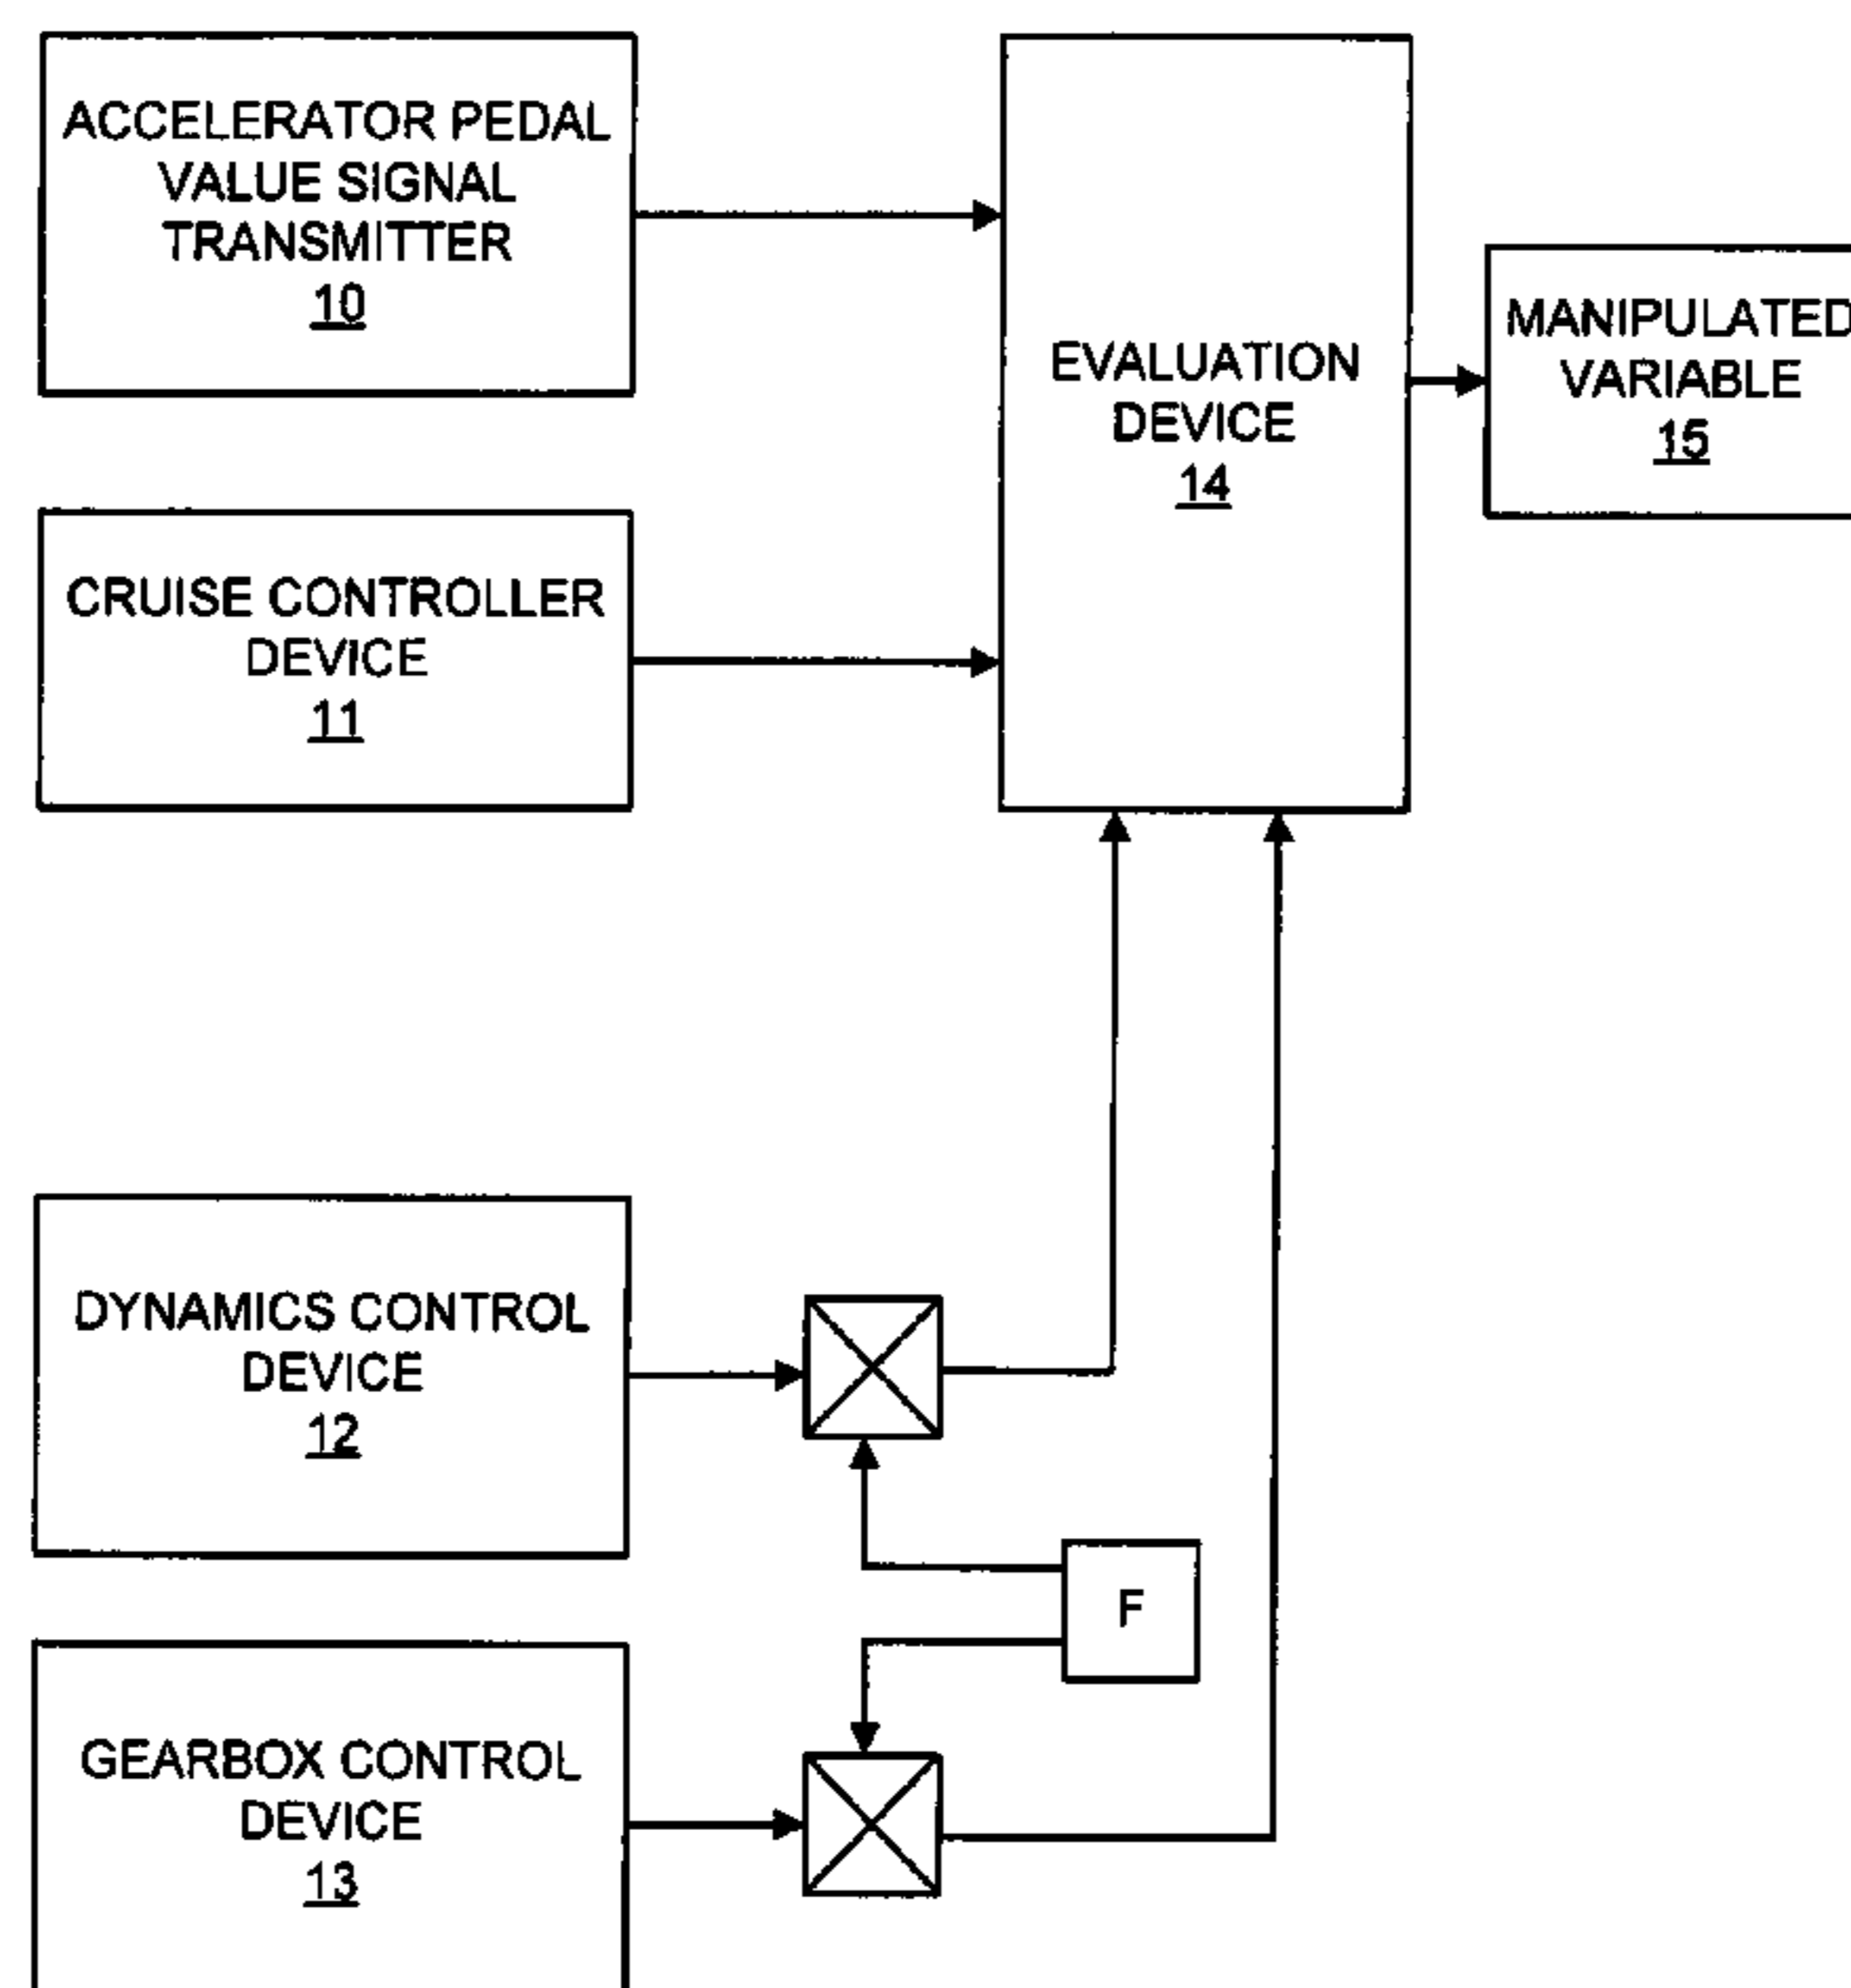 ACCELERATOR PEDAL
VALUE SIGNAL
TRANSMITTER
10
EVALUATION
DEVICE
14
MANIPULATED
VARIABLE
15
CRUISE CONTROLLER
DEVICE
11
DYNAMICS CONTROL
DEVICE
12
F
GEARBOX CONTROL
DEVICE
13